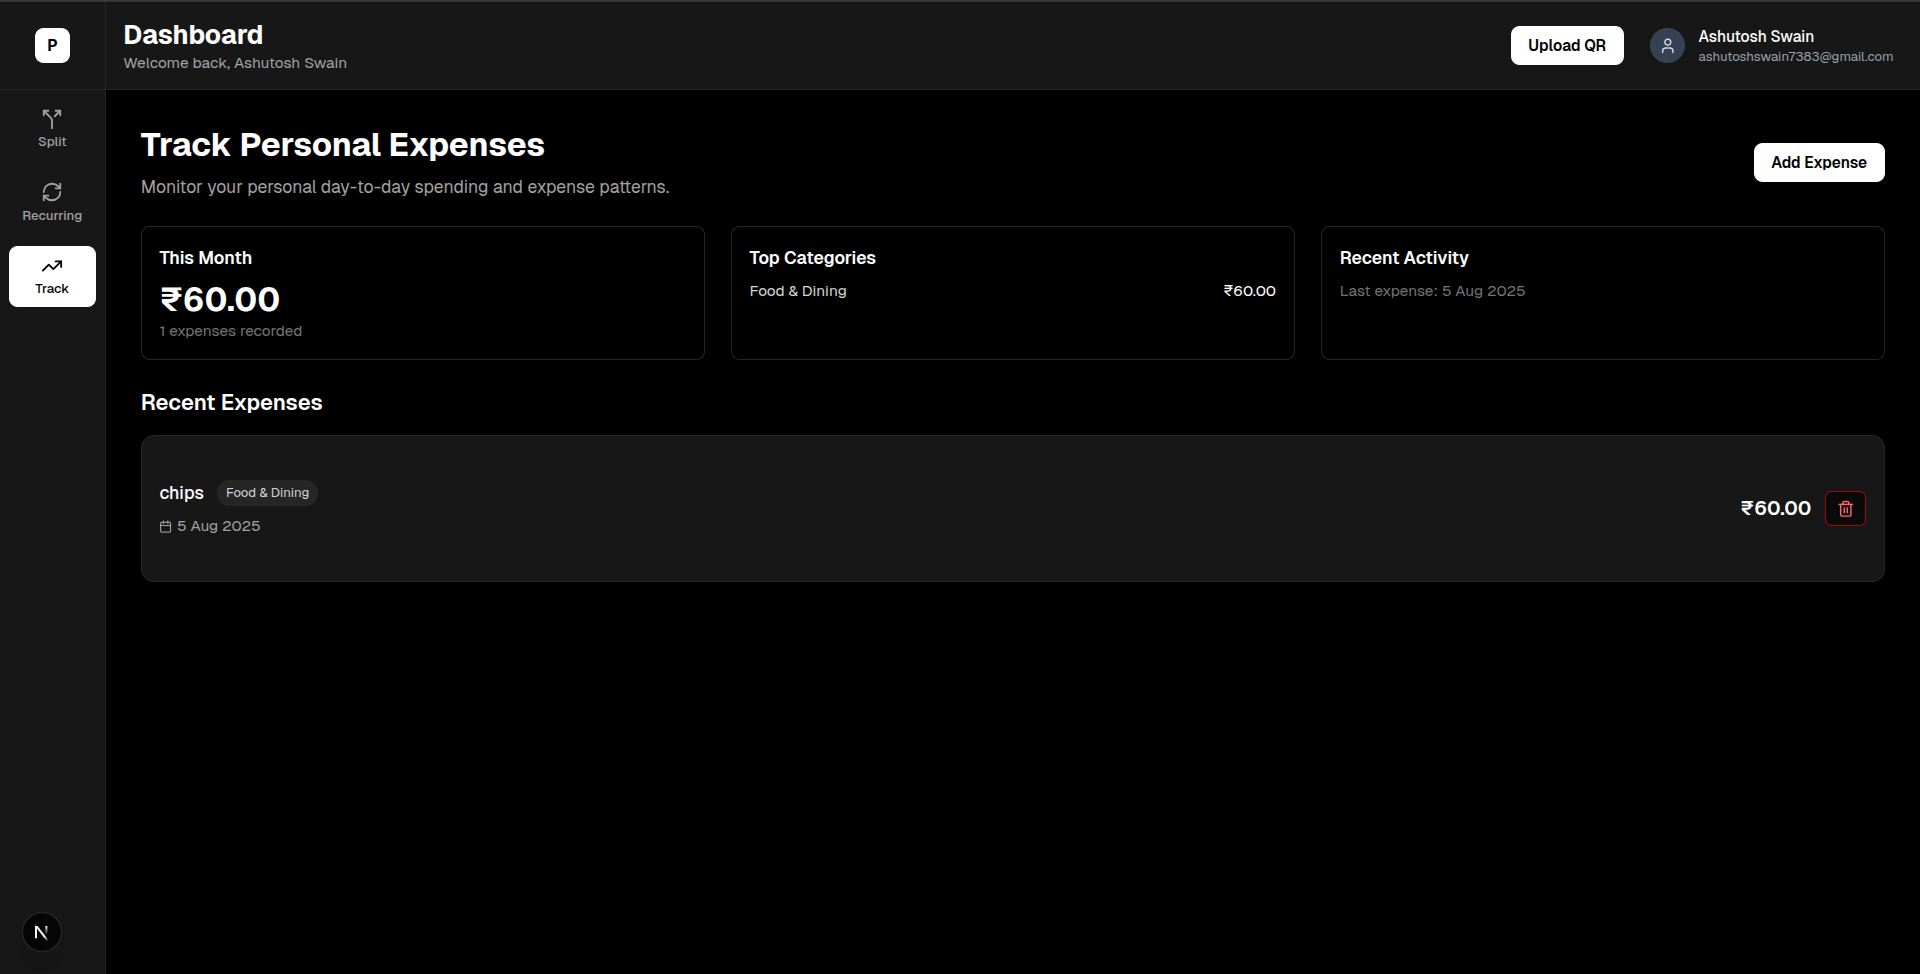 P
Dashboard
Welcome back, Ashutosh Swain
Upload QR
Ashutosh Swain
ashutoshswain7383@gmail.com
Split
Recurring
Track
Track Personal Expenses
Monitor your personal day-to-day spending and expense patterns.
Add Expense
This Month
₹60.00
1 expenses recorded
Top Categories
Food & Dining ₹60.00
Recent Activity
Last expense: 5 Aug 2025
Recent Expenses
chips Food & Dining
5 Aug 2025
₹60.00
N